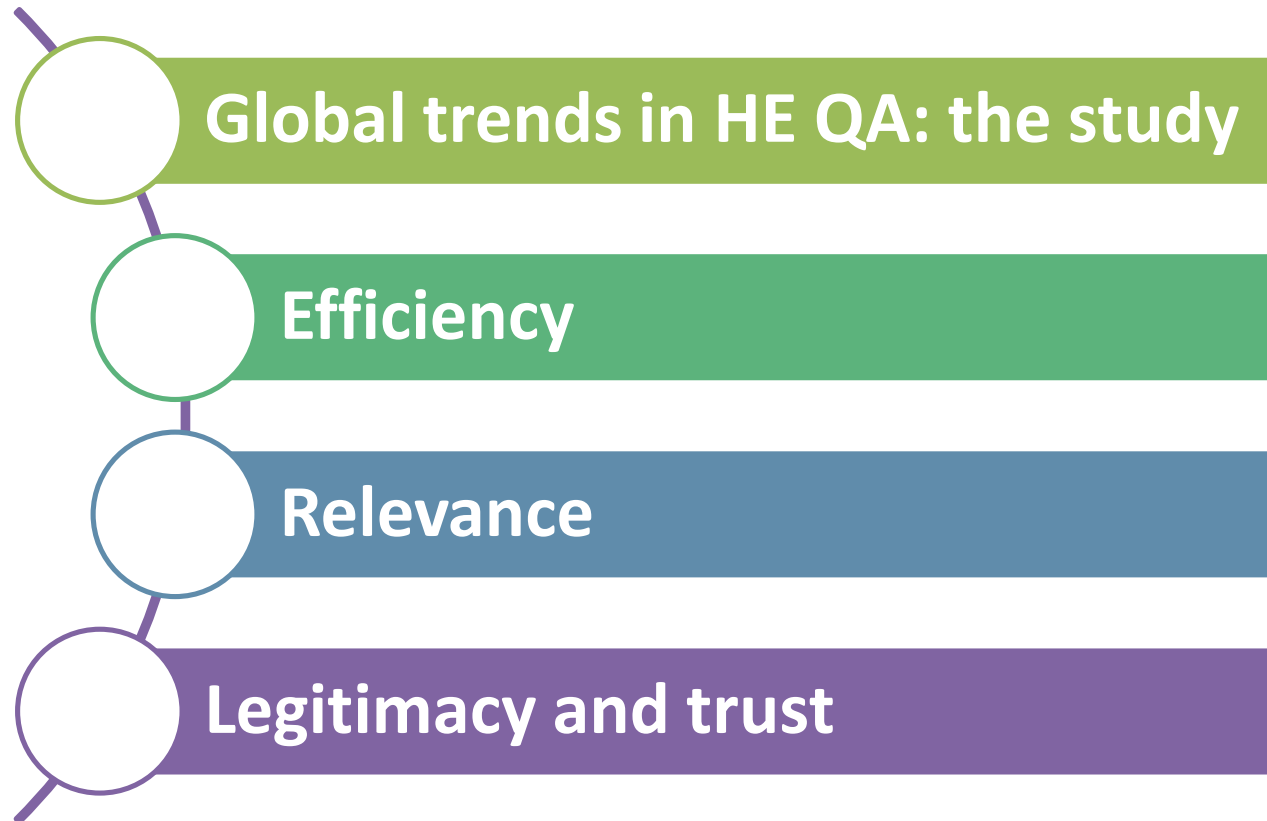 Global trends in HE QA: the study
Efficiency
Relevance
Legitimacy and trust